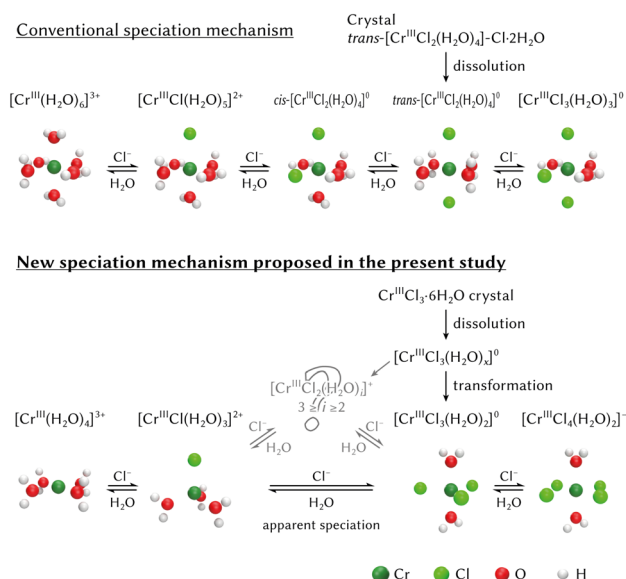 Conventional speciation mechanism
Crystal
trans-[CrᴵᴵᴵCl₂(H₂O)₄]-Cl·2H₂O
dissolution
[Crᴵᴵᴵ(H₂O)₆]³⁺ [CrᴵᴵᴵCl(H₂O)₅]²⁺ cis-[CrᴵᴵᴵCl₂(H₂O)₄]⁰ trans-[CrᴵᴵᴵCl₂(H₂O)₄]⁰ [CrᴵᴵᴵCl₃(H₂O)₃]⁰
Cl⁻ Cl⁻ Cl⁻ Cl⁻
H₂O H₂O H₂O H₂O
New speciation mechanism proposed in the present study
CrᴵᴵᴵCl₃·6H₂O crystal
dissolution
[CrᴵᴵᴵCl₃(H₂O)ₓ]⁰
[CrᴵᴵᴵCl₂(H₂O)ᵢ]⁺ transformation
3 ≥ i ≥2
[Crᴵᴵᴵ(H₂O)₄]³⁺ [CrᴵᴵᴵCl(H₂O)₃]²⁺ [CrᴵᴵᴵCl₃(H₂O)₂]⁰ [CrᴵᴵᴵCl₄(H₂O)₂]⁻
Cl⁻ Cl⁻
H₂O H₂O
Cl⁻ Cl⁻ Cl⁻
H₂O H₂O H₂O
apparent speciation
Cr Cl O H